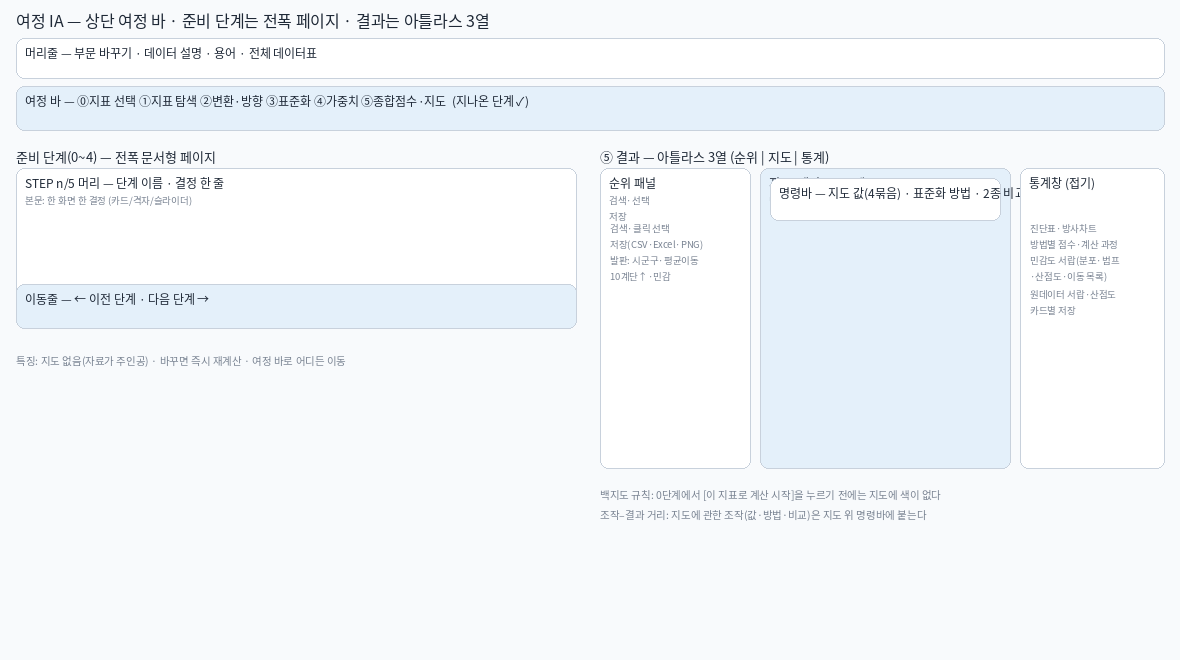 여정 IA — 상단 여정 바 · 준비 단계는 전폭 페이지 · 결과는 아틀라스 3열
머리줄 — 부문 바꾸기 · 데이터 설명 · 용어 · 전체 데이터표
여정 바 — ⓪지표 선택 ①지표 탐색 ②변환·방향 ③표준화 ④가중치 ⑤종합점수·지도 (지나온 단계✓)
준비 단계(0~4) — 전폭 문서형 페이지
STEP n/5 머리 — 단계 이름 · 결정 한 줄
본문: 한 화면 한 결정 (카드/격자/슬라이더)
이동줄 — ← 이전 단계 · 다음 단계 →
특징: 지도 없음(자료가 주인공) · 바꾸면 즉시 재계산 · 여정 바로 어디든 이동
⑤ 결과 — 아틀라스 3열 (순위 | 지도 | 통계)
순위 패널
검색· 선택
저장
검색· 클릭 선택
저장(CSV·Excel·PNG)
발판: 시군구· 평균이동
10계단↑ ·민감
명령바 — 지도 값(4묶음) · 표준화 방법 · 2종 비교
통계창 (접기)
진단표· 방사차트
방법별 점수· 계산 과정
민감도 서랍(분포· 범프
·산점도·이동 목록)
원데이터 서랍·산점도
카드별 저장
백지도 규칙: 0단계에서 [이 지표로 계산 시작]을 누르기 전에는 지도에 색이 없다
조작–결과 거리: 지도에 관한 조작(값·방법·비교)은 지도 위 명령바에 붙는다